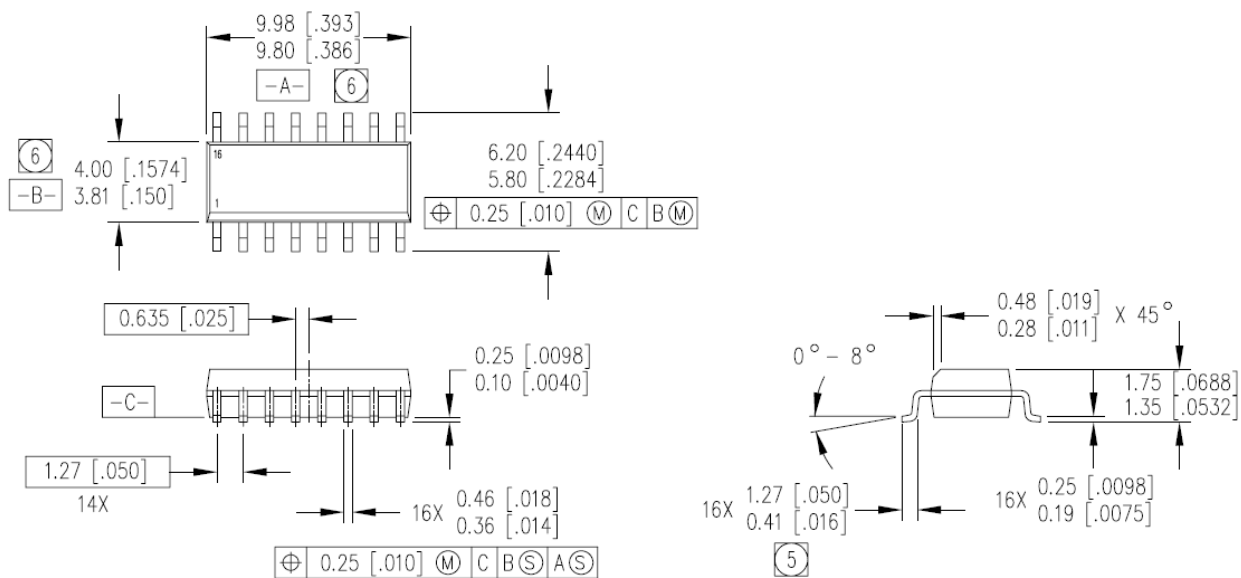 9.98 [.393]
9.80 [.386]
-A- 6
6
4.00 [.1574]
3.81 [.150]
-B-
16
1
6.20 [.2440]
5.80 [.2284]
⌖ 0.25 [.010] Ⓜ C B Ⓜ
0.635 [.025]
0.25 [.0098]
0.10 [.0040]
-C-
1.27 [.050]
14X
16X 0.46 [.018]
0.36 [.014]
⌖ 0.25 [.010] Ⓜ C B Ⓢ A Ⓢ
0.48 [.019]
0.28 [.011]
X 45°
0° - 8°
1.75 [.0688]
1.35 [.0532]
16X 1.27 [.050]
0.41 [.016]
5
16X 0.25 [.0098]
0.19 [.0075]